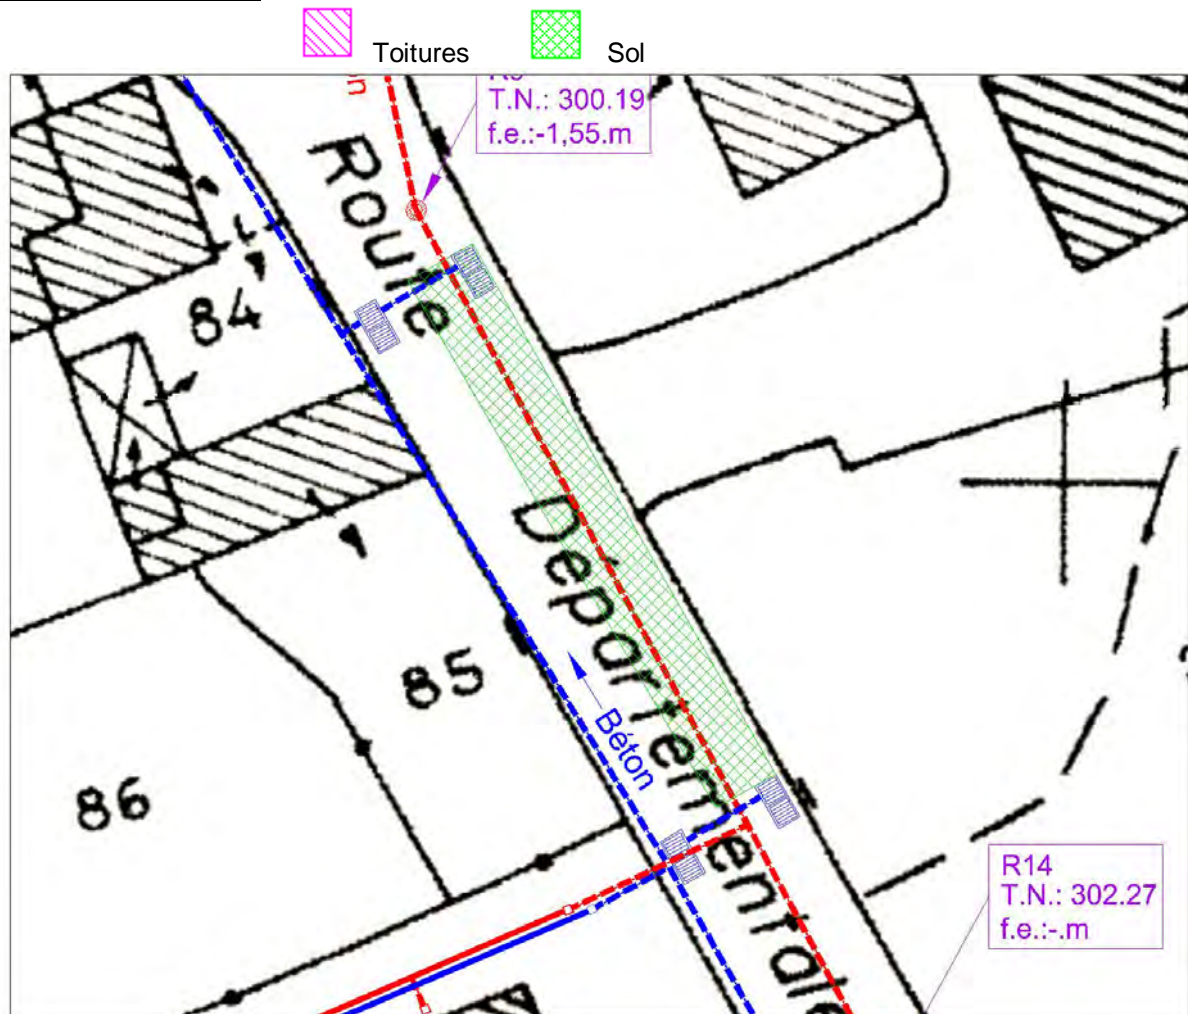 Toitures
Sol
T.N.: 300.19
f.e.:-1,55.m
Route
84
Départementale
85
Béton
86
R14
T.N.: 302.27
f.e.:-.m